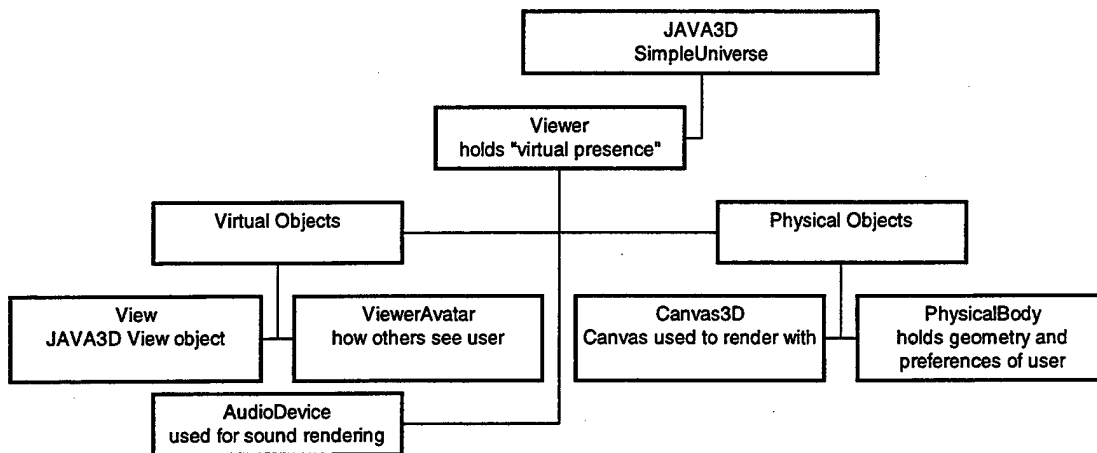 JAVA3D
SimpleUniverse
Viewer
holds "virtual presence"
Virtual Objects
Physical Objects
View
JAVA3D View object
ViewerAvatar
how others see user
Canvas3D
Canvas used to render with
PhysicalBody
holds geometry and
preferences of user
AudioDevice
used for sound rendering